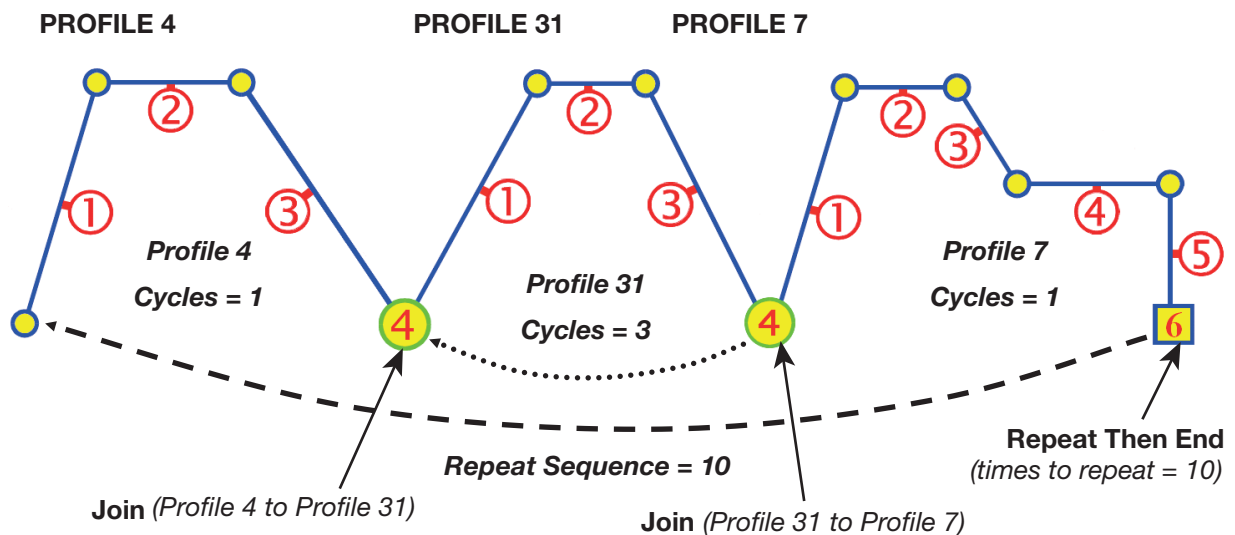 PROFILE 4
PROFILE 31
PROFILE 7
1
2
3
Profile 4
Cycles = 1
4
1
2
3
Profile 31
Cycles = 3
4
1
2
3
4
5
Profile 7
Cycles = 1
6
Repeat Sequence = 10
Join (Profile 4 to Profile 31)
Join (Profile 31 to Profile 7)
Repeat Then End
(times to repeat = 10)